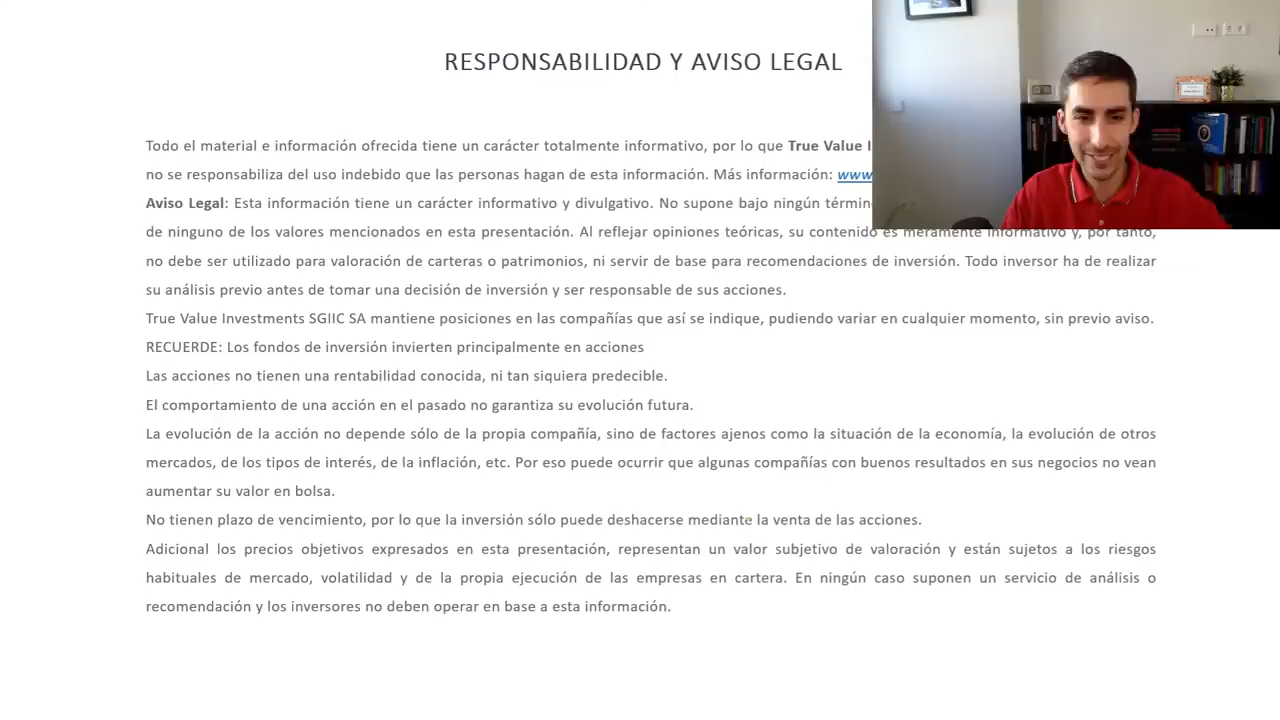 RESPONSABILIDAD Y AVISO LEGAL
Todo el material e información ofrecida tiene un carácter totalmente informativo, por lo que True Value
no se responsabiliza del uso indebido que las personas hagan de esta información. Más información: www
Aviso Legal: Esta información tiene un carácter informativo y divulgativo. No supone bajo ningún
de ninguno de los valores mencionados en esta presentación. Al reflejar opiniones teóricas, su contenido es meramente informativo y, por tanto,
no debe ser utilizado para valoración de carteras o patrimonios, ni servir de base para recomendaciones de inversión. Todo inversor ha de realizar
su análisis previo antes de tomar una decisión de inversión y ser responsable de sus acciones.
True Value Investments SGIIC SA mantiene posiciones en las compañías que así se indique, pudiendo variar en cualquier momento, sin previo aviso.
RECUERDE: Los fondos de inversión invierten principalmente en acciones
Las acciones no tienen una rentabilidad conocida, ni tan siquiera predecible.
El comportamiento de una acción en el pasado no garantiza su evolución futura.
La evolución de la acción no depende sólo de la propia compañía, sino de factores ajenos como la situación de la economía, la evolución de otros
mercados, de los tipos de interés, de la inflación, etc. Por eso puede ocurrir que algunas compañías con buenos resultados en sus negocios no vean
aumentar su valor en bolsa.
No tienen plazo de vencimiento, por lo que la inversión sólo puede deshacerse mediante la venta de las acciones.
Adicional los precios objetivos expresados en esta presentación, representan un valor subjetivo de valoración y están sujetos a los riesgos
habituales de mercado, volatilidad y de la propia ejecución de las empresas en cartera. En ningún caso suponen un servicio de análisis o
recomendación y los inversores no deben operar en base a esta información.